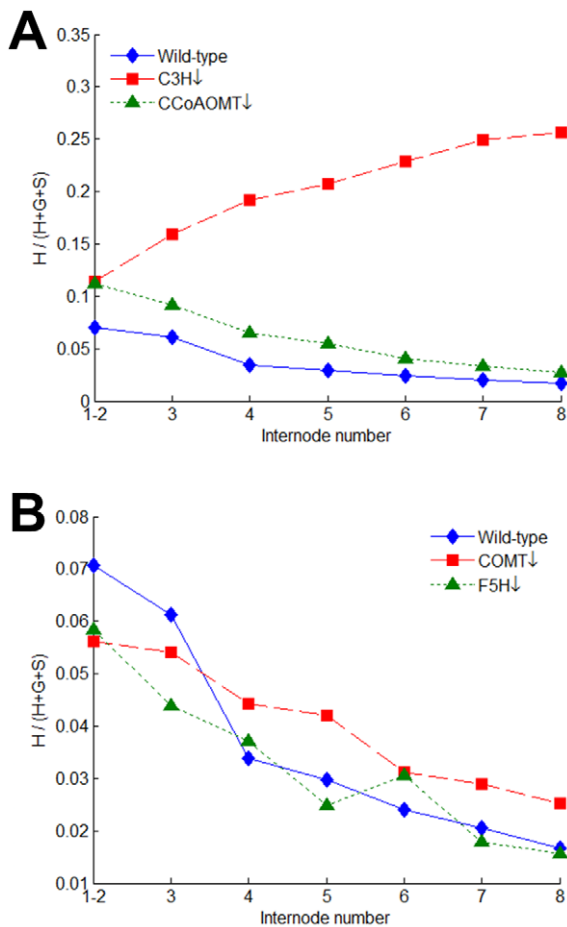 A
0.35
0.3
0.25
0.2
0.15
0.1
0.05
0
H / (H+G+S)
Wild-type
C3H↓
CCoAOMT↓
1-2 3 4 5 6 7 8
Internode number
B
0.08
0.07
0.06
0.05
0.04
0.03
0.02
0.01
H / (H+G+S)
Wild-type
COMT↓
F5H↓
1-2 3 4 5 6 7 8
Internode number